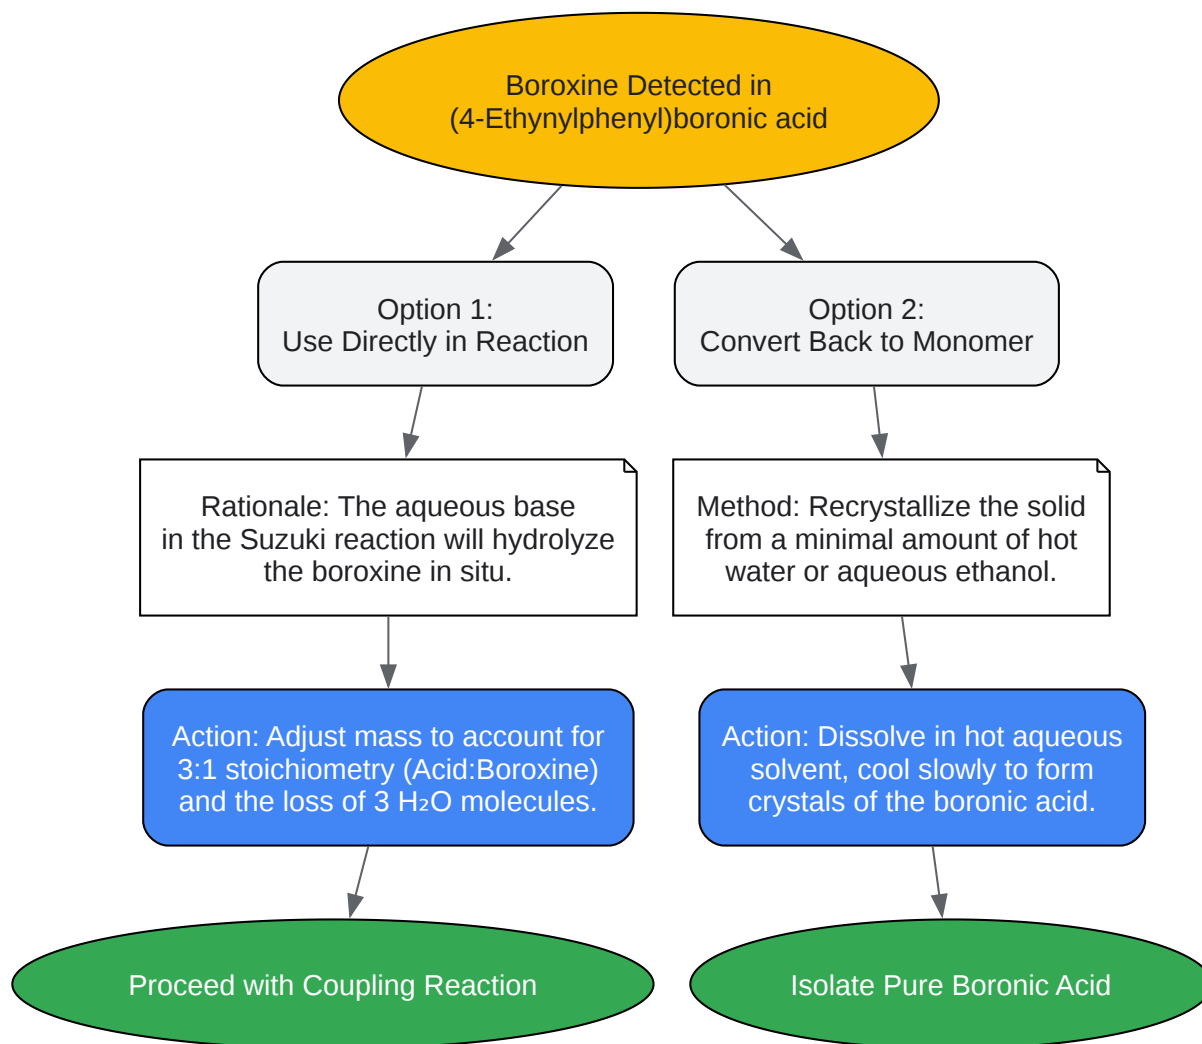 Boroxine Detected in
(4-Ethynylphenyl)boronic acid
Option 1:
Use Directly in Reaction
Option 2:
Convert Back to Monomer
Rationale: The aqueous base
in the Suzuki reaction will hydrolyze
the boroxine in situ.
Method: Recrystallize the solid
from a minimal amount of hot
water or aqueous ethanol.
Action: Adjust mass to account for
3:1 stoichiometry (Acid:Boroxine)
and the loss of 3 H₂O molecules.
Action: Dissolve in hot aqueous
solvent, cool slowly to form
crystals of the boronic acid.
Proceed with Coupling Reaction
Isolate Pure Boronic Acid